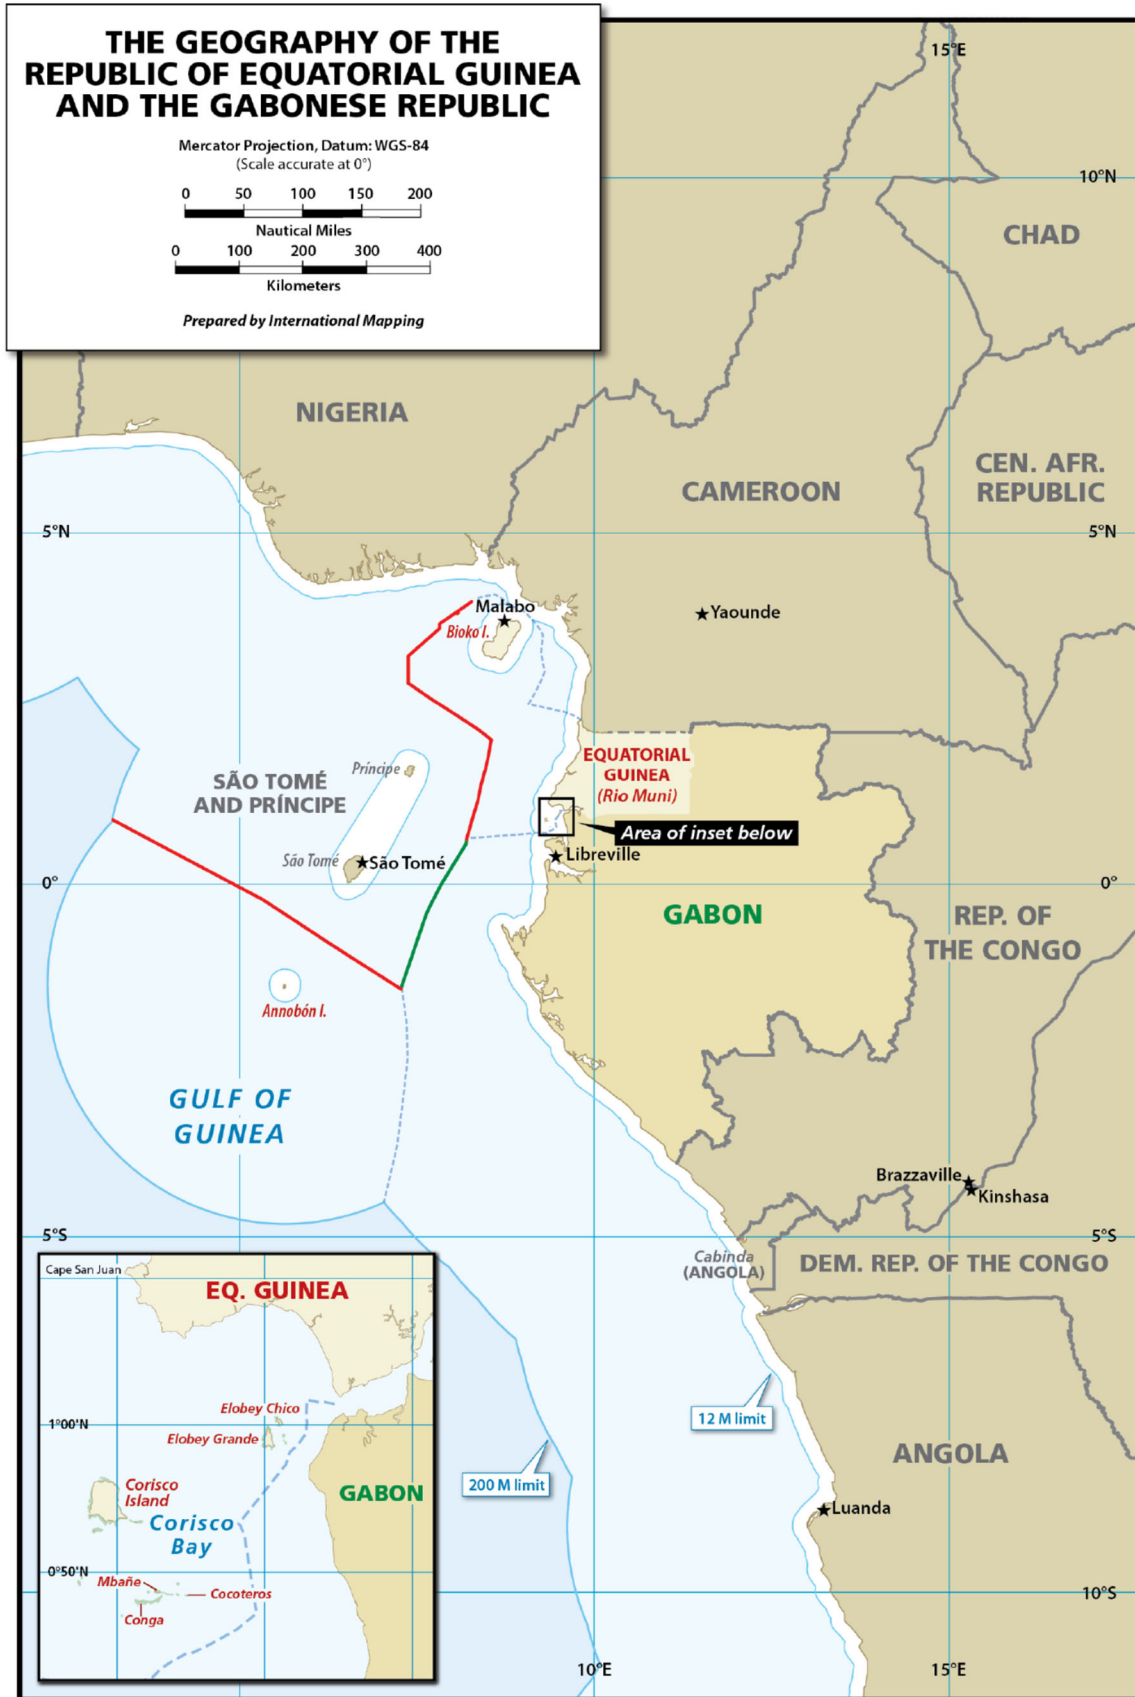 THE GEOGRAPHY OF THE
REPUBLIC OF EQUATORIAL GUINEA
AND THE GABONESE REPUBLIC
Mercator Projection, Datum: WGS-84
(Scale accurate at 0°)
0 50 100 150 200
Nautical Miles
0 100 200 300 400
Kilometers
Prepared by International Mapping
15°E
10°N
CHAD
NIGERIA
CAMEROON
CEN. AFR.
REPUBLIC
5°N
5°N
Malabo
Bioko I.
Yaounde
EQUATORIAL
GUINEA
(Rio Muni)
Príncipe
SÃO TOMÉ
AND PRÍNCIPE
Area of inset below
São Tomé
São Tomé
Libreville
0°
0°
GABON
REP. OF
THE CONGO
Annobón I.
GULF OF
GUINEA
Brazzaville
Kinshasa
5°S
5°S
Cabinda
(ANGOLA)
DEM. REP. OF THE CONGO
12 M limit
200 M limit
ANGOLA
Luanda
10°S
10°E
15°E
Cape San Juan
EQ. GUINEA
Elobey Chico
1°00'N
Elobey Grande
Corisco
Island
GABON
Corisco
Bay
0°50'N
Mbañe
Cocoteros
Conga